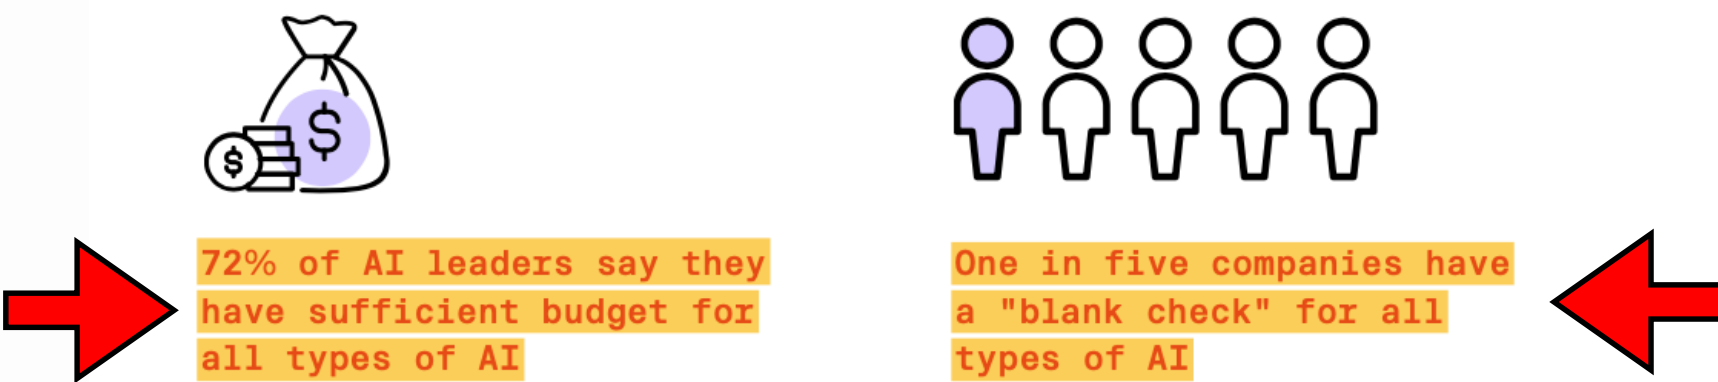 $
$
72% of AI leaders say they
have sufficient budget for
all types of AI
One in five companies have
a "blank check" for all
types of AI